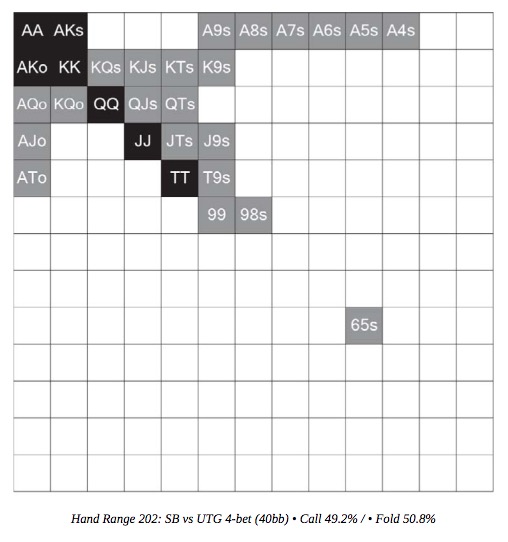 AA AKs A9s A8s A7s A6s A5s A4s
AKo KK KQs KJs KTs K9s
AQo KQo QQ QJs QTs
AJo JJ JTs J9s
ATo TT T9s
99 98s
65s
Hand Range 202: SB vs UTG 4-bet (40bb) • Call 49.2% / • Fold 50.8%